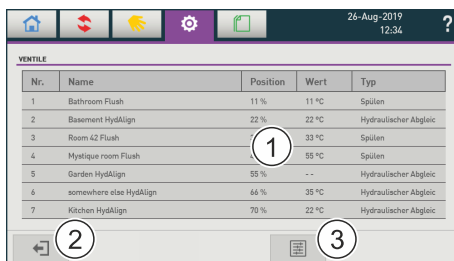 26-Aug-2019
12:34
?
VENTILE
Nr. Name Position Wert Typ
1 Bathroom Flush 11 % 11 °C Spülen
2 Basement HydAlign 22 % 22 °C Hydraulischer Abgleic
3 Room 42 Flush 33 °C Spülen
4 Mystique room Flush 55 °C Spülen
5 Garden HydAlign 55 % - - Hydraulischer Abgleic
6 somewhere else HydAlign 66 % 35 °C Hydraulischer Abgleic
7 Kitchen HydAlign 70 % 22 °C Hydraulischer Abgleic
1
2
3